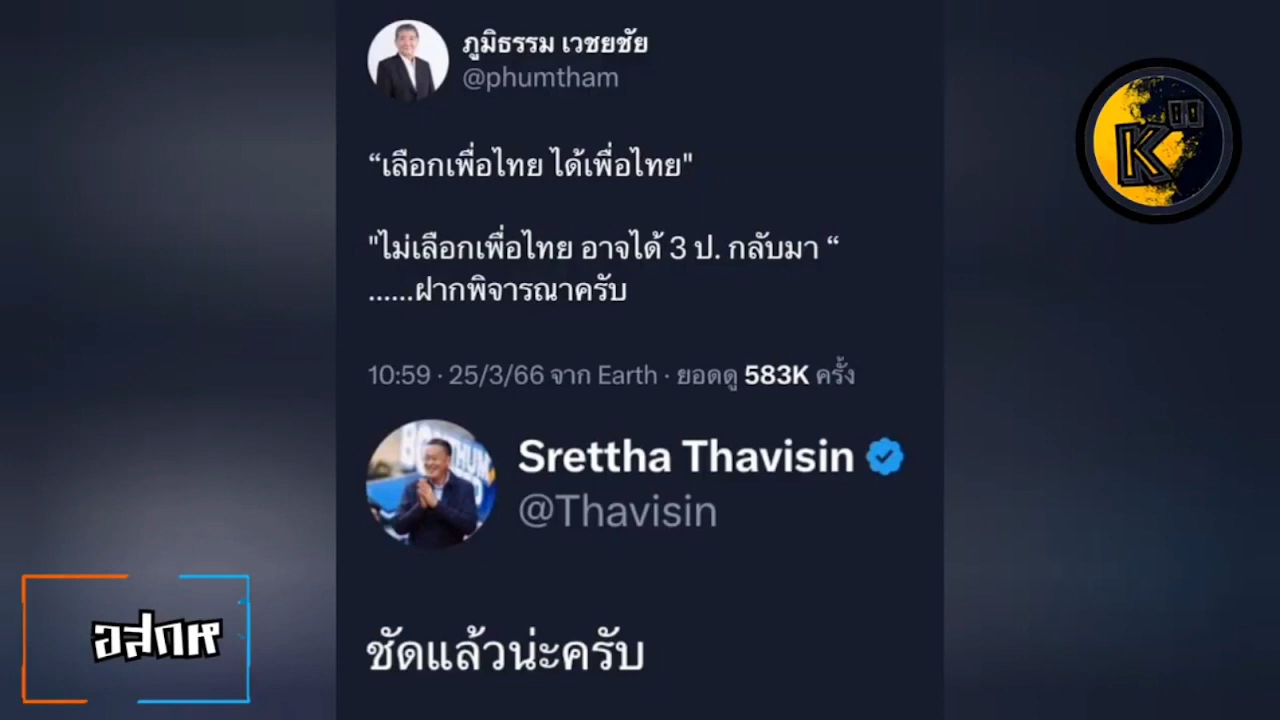 ภูมิธรรม เวชยชัย
@phumtham
“เลือกเพื่อไทย ได้เพื่อไทย"
"ไม่เลือกเพื่อไทย อาจได้ 3 ป. กลับมา “
......ฝากพิจารณาครับ
10:59 · 25/3/66 จาก Earth · ยอดดู 583K ครั้ง
Srettha Thavisin
@Thavisin
ชัดแล้วน่ะครับ
K"
อสกห